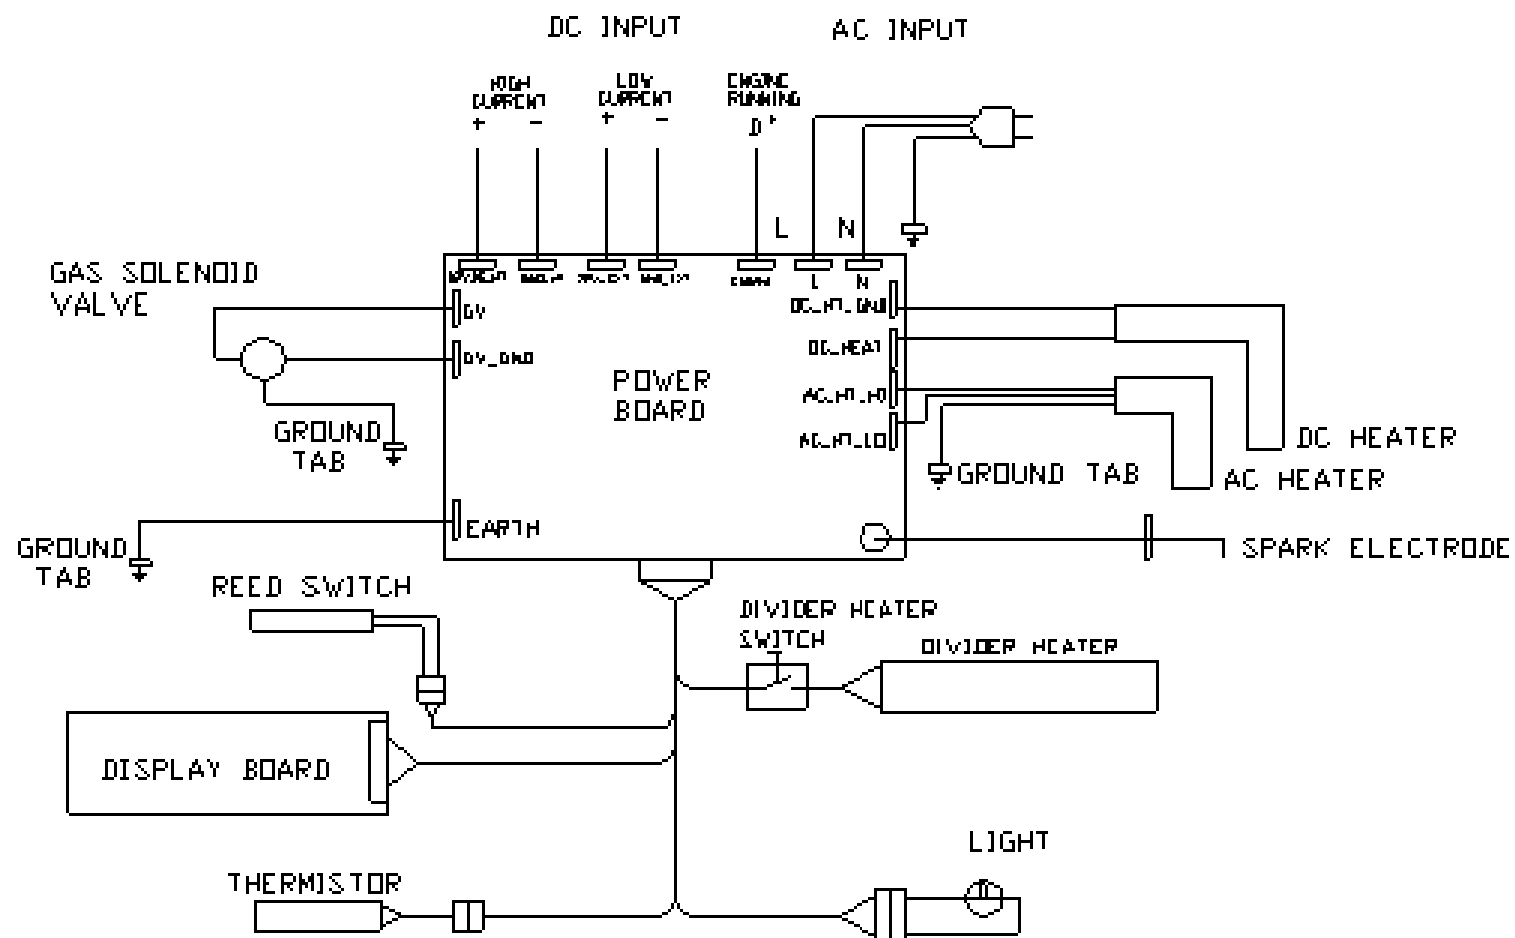 DC INPUT
AC INPUT
HIGH
CURRENT
+ -
LOW
CURRENT
+ -
ENGINE
RUNNING
D+
L N
L N
GAS SOLENOID
VALVE
GV
GV_GND
DC_HT_GND
DC_HEAT
AC_HT_HO
AC_HT_LO
POWER
BOARD
GROUND
TAB
DC HEATER
GROUND TAB
AC HEATER
EARTH
GROUND
TAB
SPARK ELECTRODE
REED SWITCH
DIVIDER HEATER
SWITCH
DIVIDER HEATER
DISPLAY BOARD
LIGHT
THERMISTOR